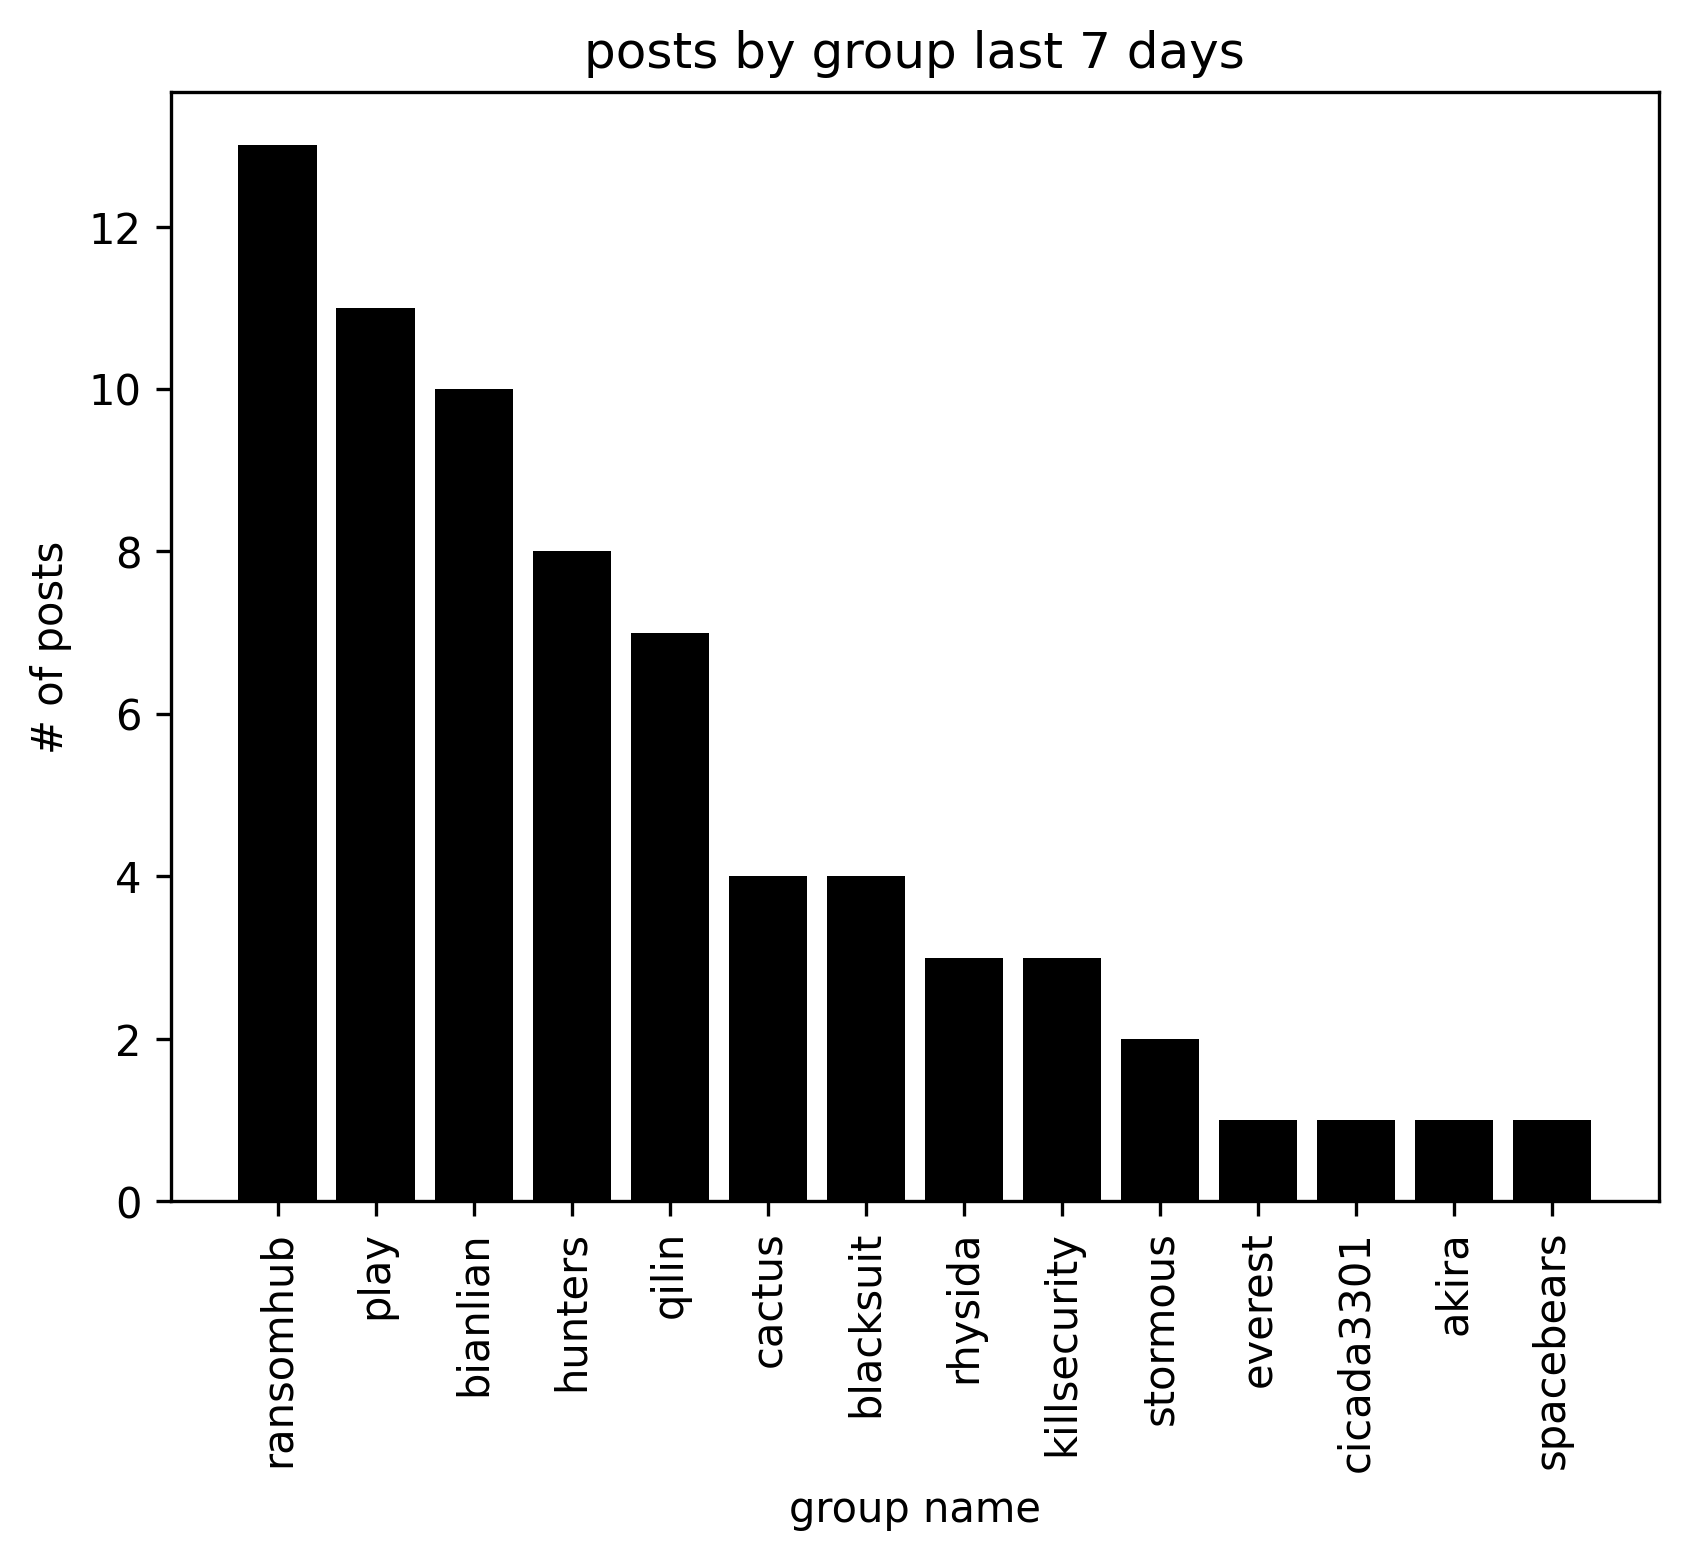 posts by group last 7 days
# of posts
12
10
8
6
4
2
0
ransomhub
play
bianlian
hunters
qilin
cactus
blacksuit
rhysida
killsecurity
stormous
everest
cicada3301
akira
spacebears
group name